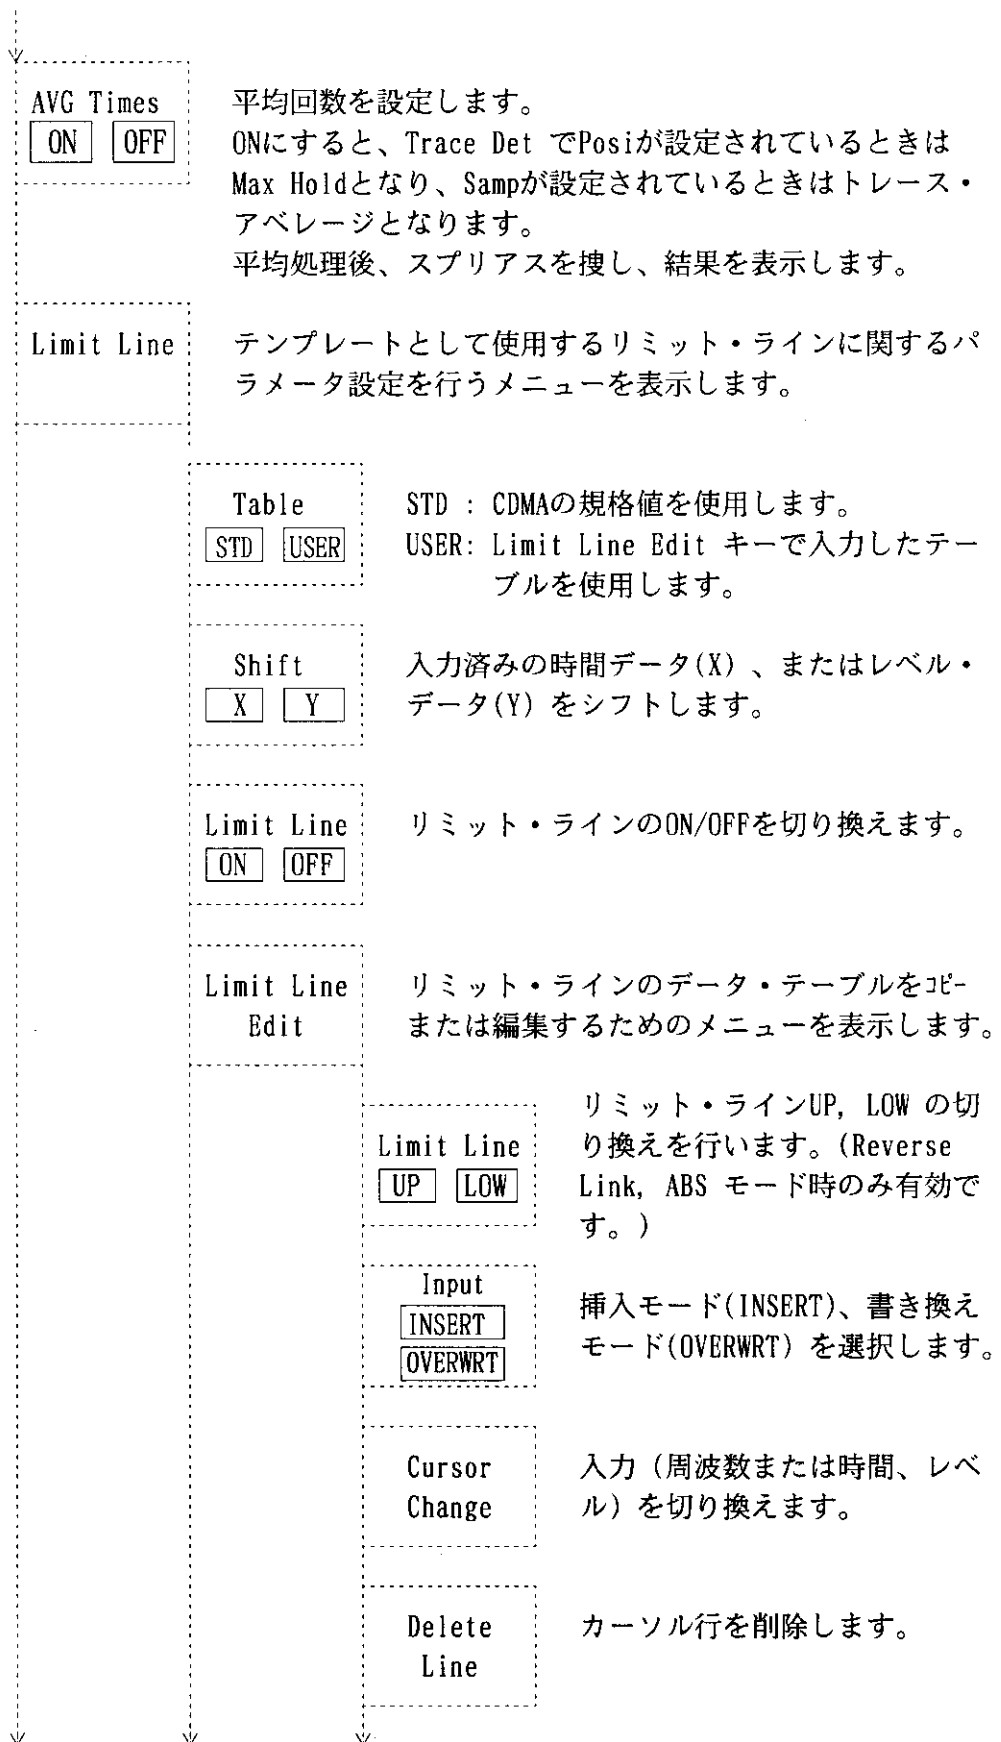 AVG Times
ON OFF
平均回数を設定します。
ONにすると、Trace Det でPosiが設定されているときは
Max Holdとなり、Sampが設定されているときはトレース・
アベレージとなります。
平均処理後、スプリアスを捜し、結果を表示します。
Limit Line
テンプレートとして使用するリミット・ラインに関するパ
ラメータ設定を行うメニューを表示します。
Table
STD USER
STD : CDMAの規格値を使用します。
USER: Limit Line Edit キーで入力したテー
ブルを使用します。
Shift
X Y
入力済みの時間データ(X) 、またはレベル・
データ(Y) をシフトします。
Limit Line
ON OFF
リミット・ラインのON/OFFを切り換えます。
Limit Line
Edit
リミット・ラインのデータ・テーブルをｺﾋﾟｰ
または編集するためのメニューを表示します。
Limit Line
UP LOW
リミット・ラインUP, LOW の切
り換えを行います。(Reverse
Link, ABS モード時のみ有効で
す。)
Input
INSERT
OVERWRT
挿入モード(INSERT)、書き換え
モード(OVERWRT) を選択します。
Cursor
Change
入力（周波数または時間、レベ
ル）を切り換えます。
Delete
Line
カーソル行を削除します。